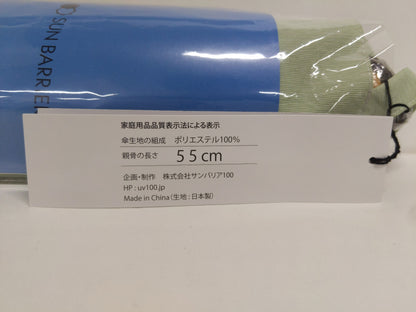 SUN BARRIE
家庭用品品質表示法による表示
傘生地の組成 ポリエステル100%
親骨の長さ 55cm
企画・制作 株式会社サンバリア100
HP : uv100.jp
Made in China（生地 : 日本製）